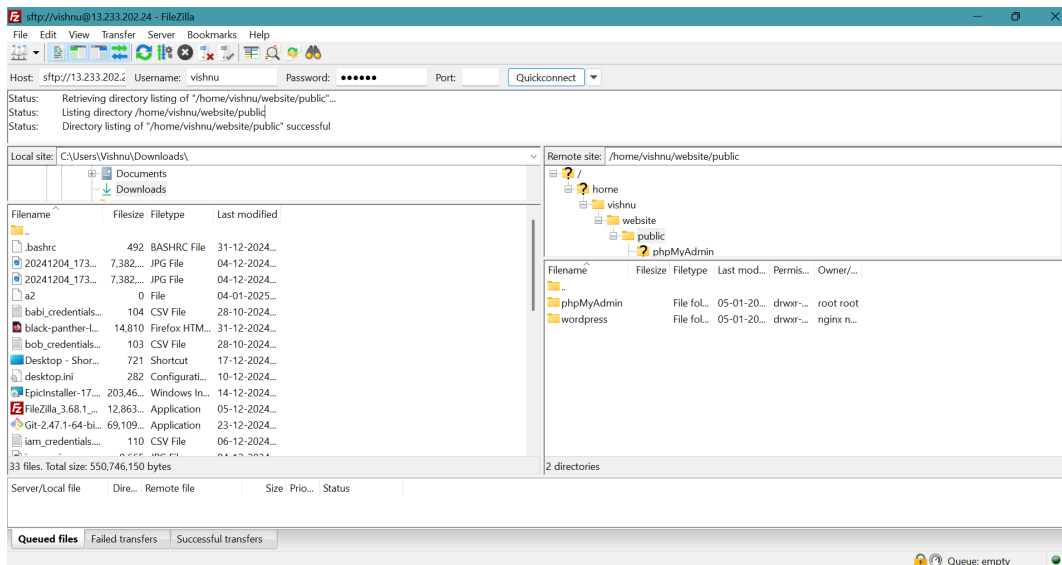 sftp://vishnu@13.233.202.24 - FileZilla
File Edit View Transfer Server Bookmarks Help
Host: sftp://13.233.202.2 Username: vishnu Password: ●●●●●● Port: Quickconnect
Status: Retrieving directory listing of "/home/vishnu/website/public"...
Status: Listing directory /home/vishnu/website/public
Status: Directory listing of "/home/vishnu/website/public" successful
Local site: C:\Users\Vishnu\Downloads\
Documents
Downloads
Filename Filesize Filetype Last modified
..
.bashrc 492 BASHRC File 31-12-2024...
20241204_173... 7,382,... JPG File 04-12-2024...
20241204_173... 7,382,... JPG File 04-12-2024...
a2 0 File 04-01-2025...
babi_credentials... 104 CSV File 28-10-2024...
black-panther-l... 14,810 Firefox HTM... 31-12-2024...
bob_credentials... 103 CSV File 28-10-2024...
Desktop - Shor... 721 Shortcut 17-12-2024...
desktop.ini 282 Configurati... 10-12-2024...
EpicInstaller-17.... 203,46... Windows In... 14-12-2024...
FileZilla_3.68.1_... 12,863... Application 05-12-2024...
Git-2.47.1-64-bi... 69,109... Application 23-12-2024...
iam_credentials.... 110 CSV File 06-12-2024...
33 files. Total size: 550,746,150 bytes
Remote site: /home/vishnu/website/public
/
home
vishnu
website
public
phpMyAdmin
Filename Filesize Filetype Last mod... Permis... Owner/...
..
phpMyAdmin File fol... 05-01-20... drwxr-... root root
wordpress File fol... 05-01-20... drwxr-... nginx n...
2 directories
Server/Local file Dire... Remote file Size Prio... Status
Queued files Failed transfers Successful transfers
Queue: empty